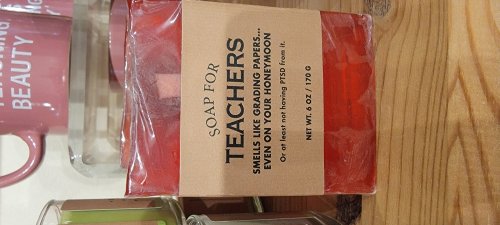 SOAP FOR
TEACHERS
SMELLS LIKE GRADING PAPERS...
EVEN ON YOUR HONEYMOON
Or at least not having PTSD from it.
NET WT. 6 OZ / 170 G
BEAUTY